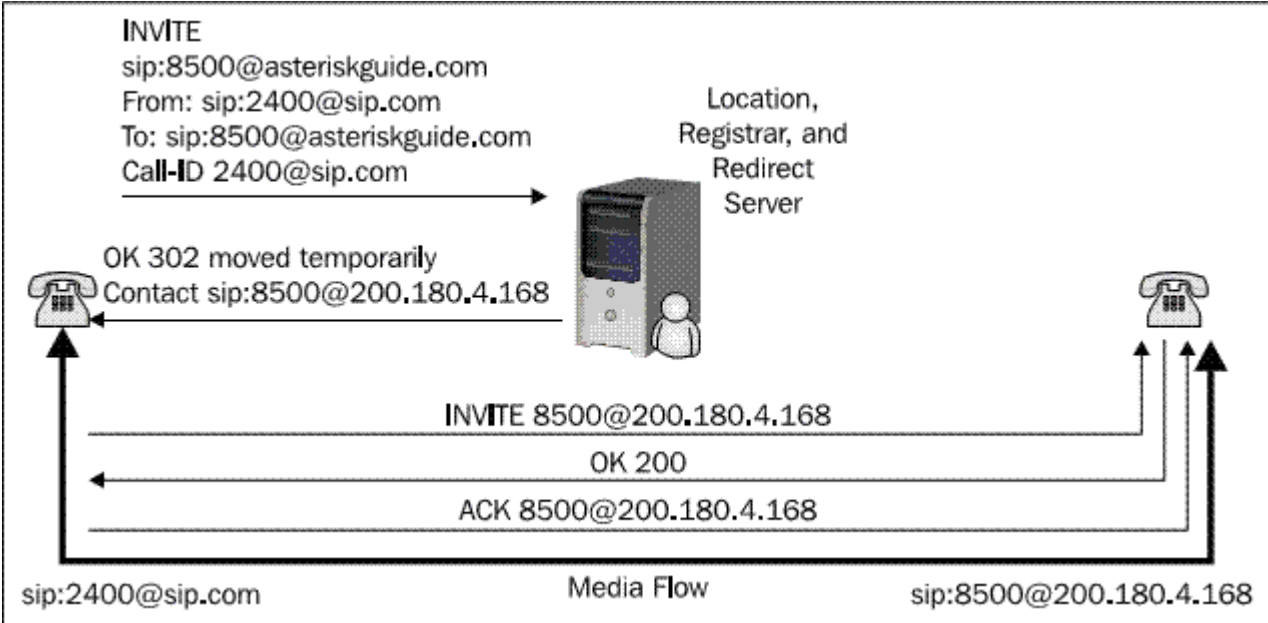 INVITE
sip:8500@asteriskguide.com
From: sip:2400@sip.com
To: sip:8500@asteriskguide.com
Call-ID 2400@sip.com
Location,
Registrar, and
Redirect
Server
OK 302 moved temporarily
Contact sip:8500@200.180.4.168
INVITE 8500@200.180.4.168
OK 200
ACK 8500@200.180.4.168
Media Flow
sip:2400@sip.com
sip:8500@200.180.4.168